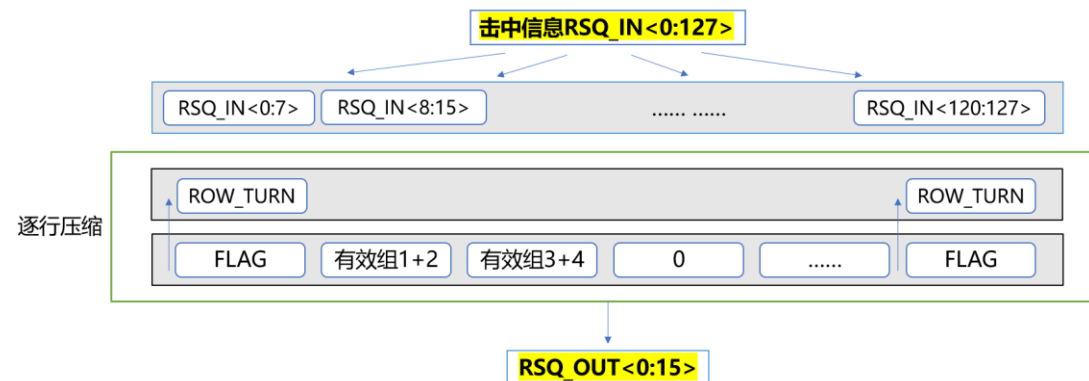 击中信息RSQ_IN<0:127>
RSQ_IN<0:7> RSQ_IN<8:15> …… …… RSQ_IN<120:127>
ROW_TURN ROW_TURN
逐行压缩
FLAG 有效组1+2 有效组3+4 0 …… FLAG
RSQ_OUT<0:15>